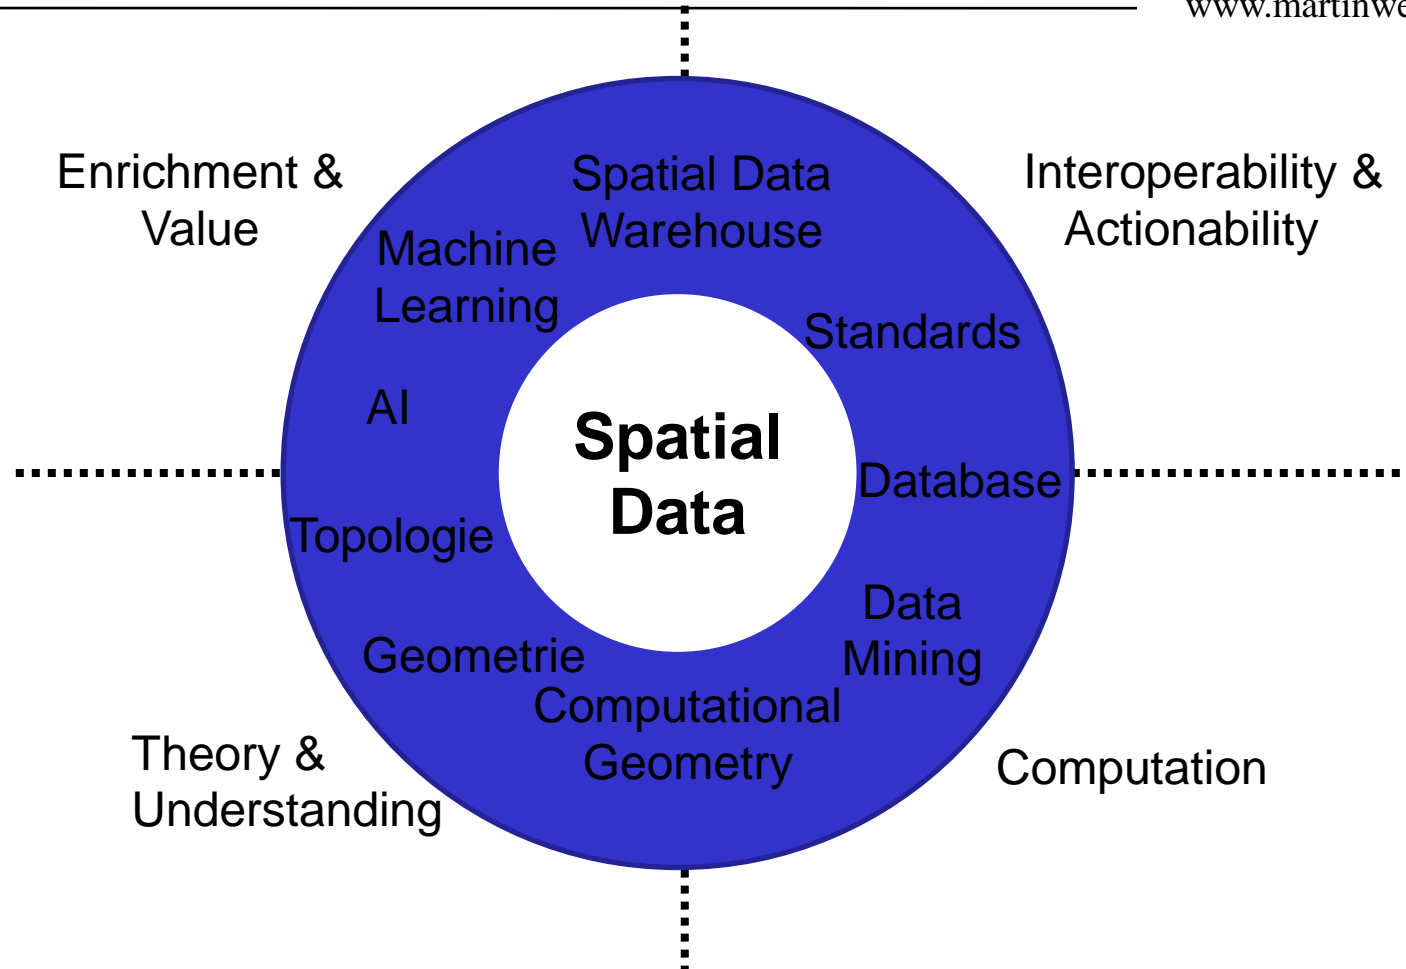 Enrichment &
Value
Interoperability &
Actionability
Spatial Data
Warehouse
Machine
Learning
Standards
AI
Spatial
Data
Database
Topologie
Data
Mining
Geometrie
Computational
Geometry
Theory &
Understanding
Computation